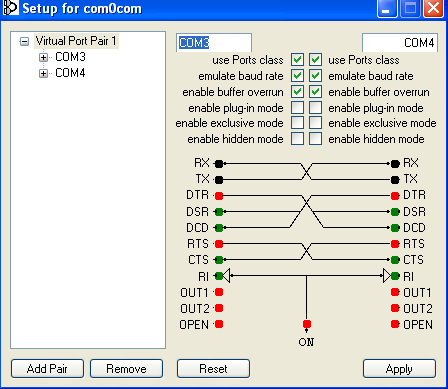 Setup for com0com
Virtual Port Pair 1
COM3
COM4
COM3 COM4
use Ports class use Ports class
emulate baud rate emulate baud rate
enable buffer overrun enable buffer overrun
enable plug-in mode enable plug-in mode
enable exclusive mode enable exclusive mode
enable hidden mode enable hidden mode
RX RX
TX TX
DTR DTR
DSR DSR
DCD DCD
RTS RTS
CTS CTS
RI RI
OUT1 OUT1
OUT2 OUT2
OPEN OPEN
ON
Add Pair Remove Reset Apply